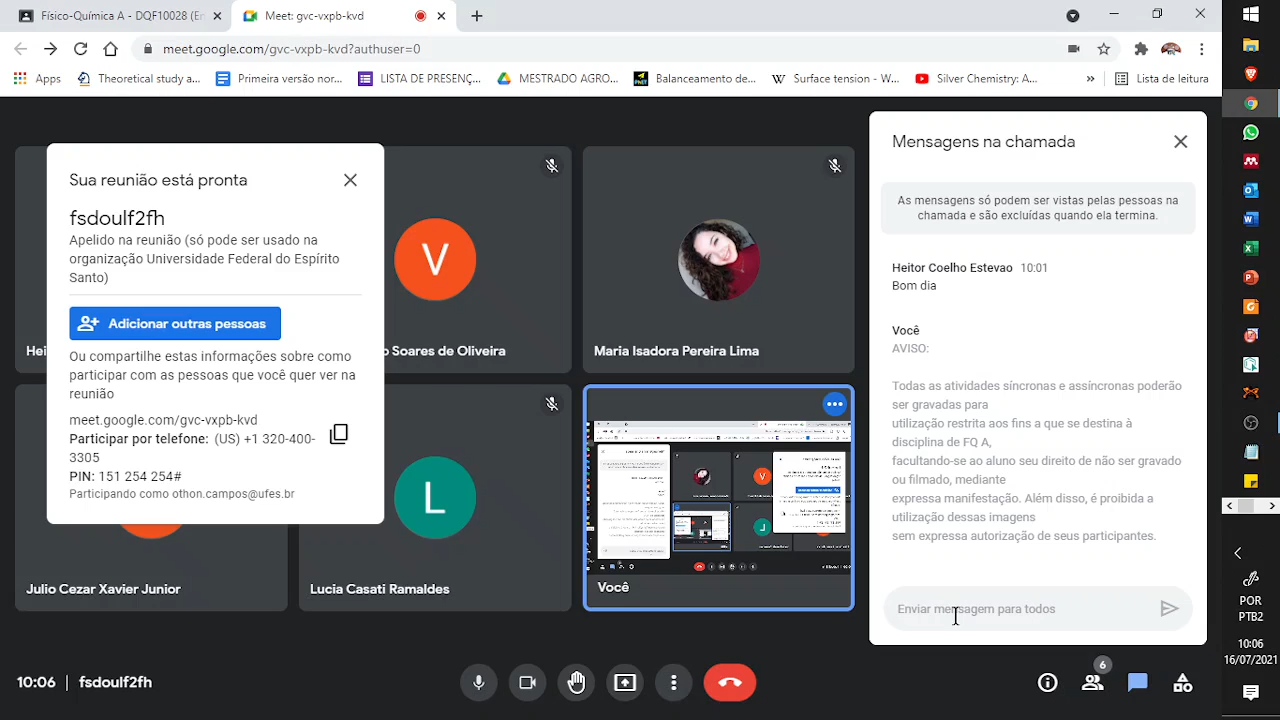 Físico-Química A - DQF10028 (En
Meet: gvc-vxpb-kvd
meet.google.com/gvc-vxpb-kvd?authuser=0
Apps
Theoretical study a...
Primeira versão nor...
LISTA DE PRESENÇ...
MESTRADO AGRO...
Balanceamento de...
Surface tension - W...
Silver Chemistry: A...
»
Lista de leitura
Sua reunião está pronta
fsdoulf2fh
Apelido na reunião (só pode ser usado na
organização Universidade Federal do Espírito
Santo)
Adicionar outras pessoas
Ou compartilhe estas informações sobre como
participar com as pessoas que você quer ver na
reunião
meet.google.com/gvc-vxpb-kvd
Participar por telefone: (US) +1 320-400-
3305
PIN: 151 254 254#
Participando como othon.campos@ufes.br
Hei
V
o Soares de Oliveira
Maria Isadora Pereira Lima
Julio Cezar Xavier Junior
L
Lucia Casati Ramaldes
Você
Mensagens na chamada
As mensagens só podem ser vistas pelas pessoas na
chamada e são excluídas quando ela termina.
Heitor Coelho Estevao 10:01
Bom dia
Você
AVISO:
Todas as atividades síncronas e assíncronas poderão
ser gravadas para
utilização restrita aos fins a que se destina à
disciplina de FQ A,
facultando-se ao aluno seu direito de não ser gravado
ou filmado, mediante
expressa manifestação. Além disso, é proibida a
utilização dessas imagens
sem expressa autorização de seus participantes.
Enviar mensagem para todos
10:06 | fsdoulf2fh
6
POR
PTB2
10:06
16/07/2021